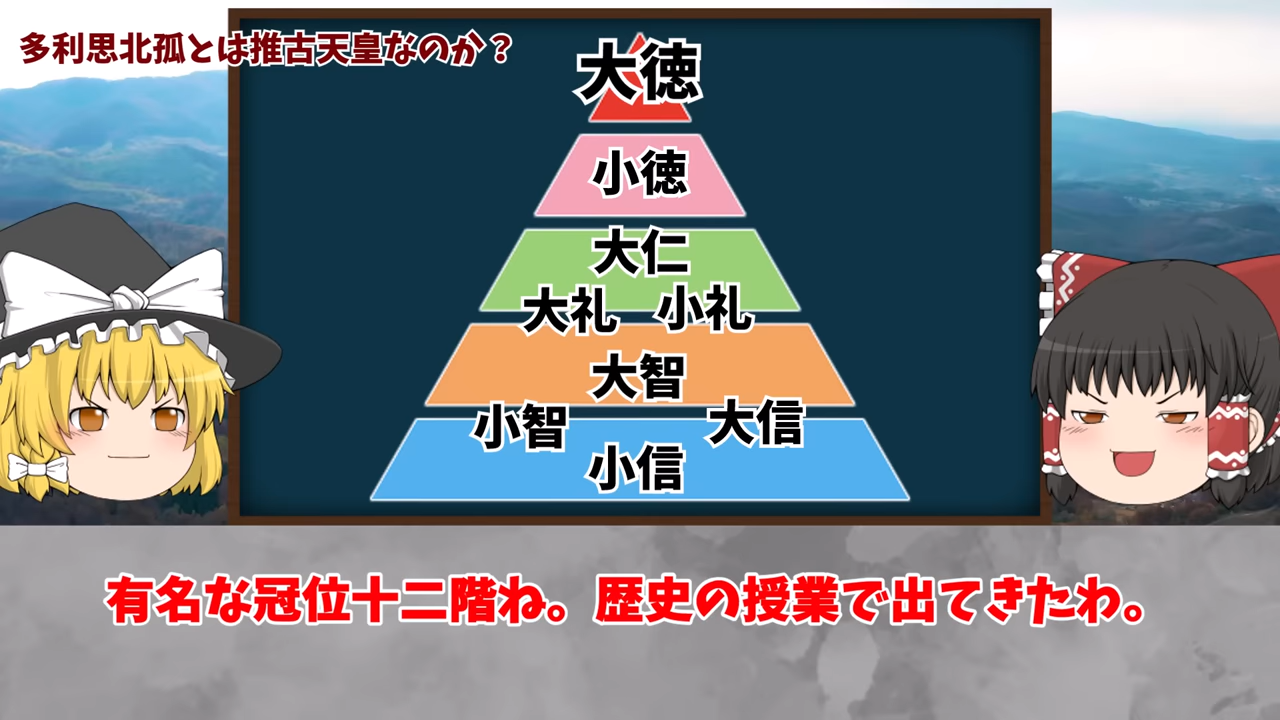 多利思北孤とは推古天皇なのか？
大徳
小徳
大仁
大礼 小礼
大智
小智 大信
小信
有名な冠位十二階ね。歴史の授業で出てきたわ。